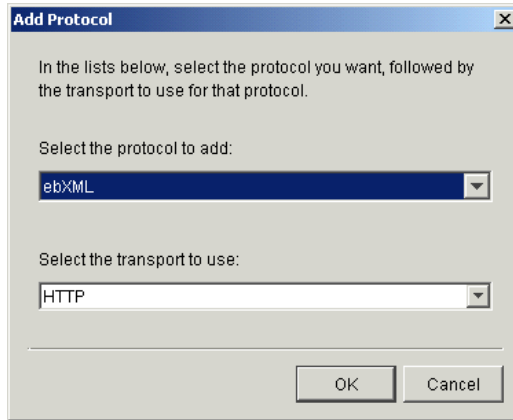 Add Protocol
In the lists below, select the protocol you want, followed by
the transport to use for that protocol.
Select the protocol to add:
ebXML
Select the transport to use:
HTTP
OK Cancel